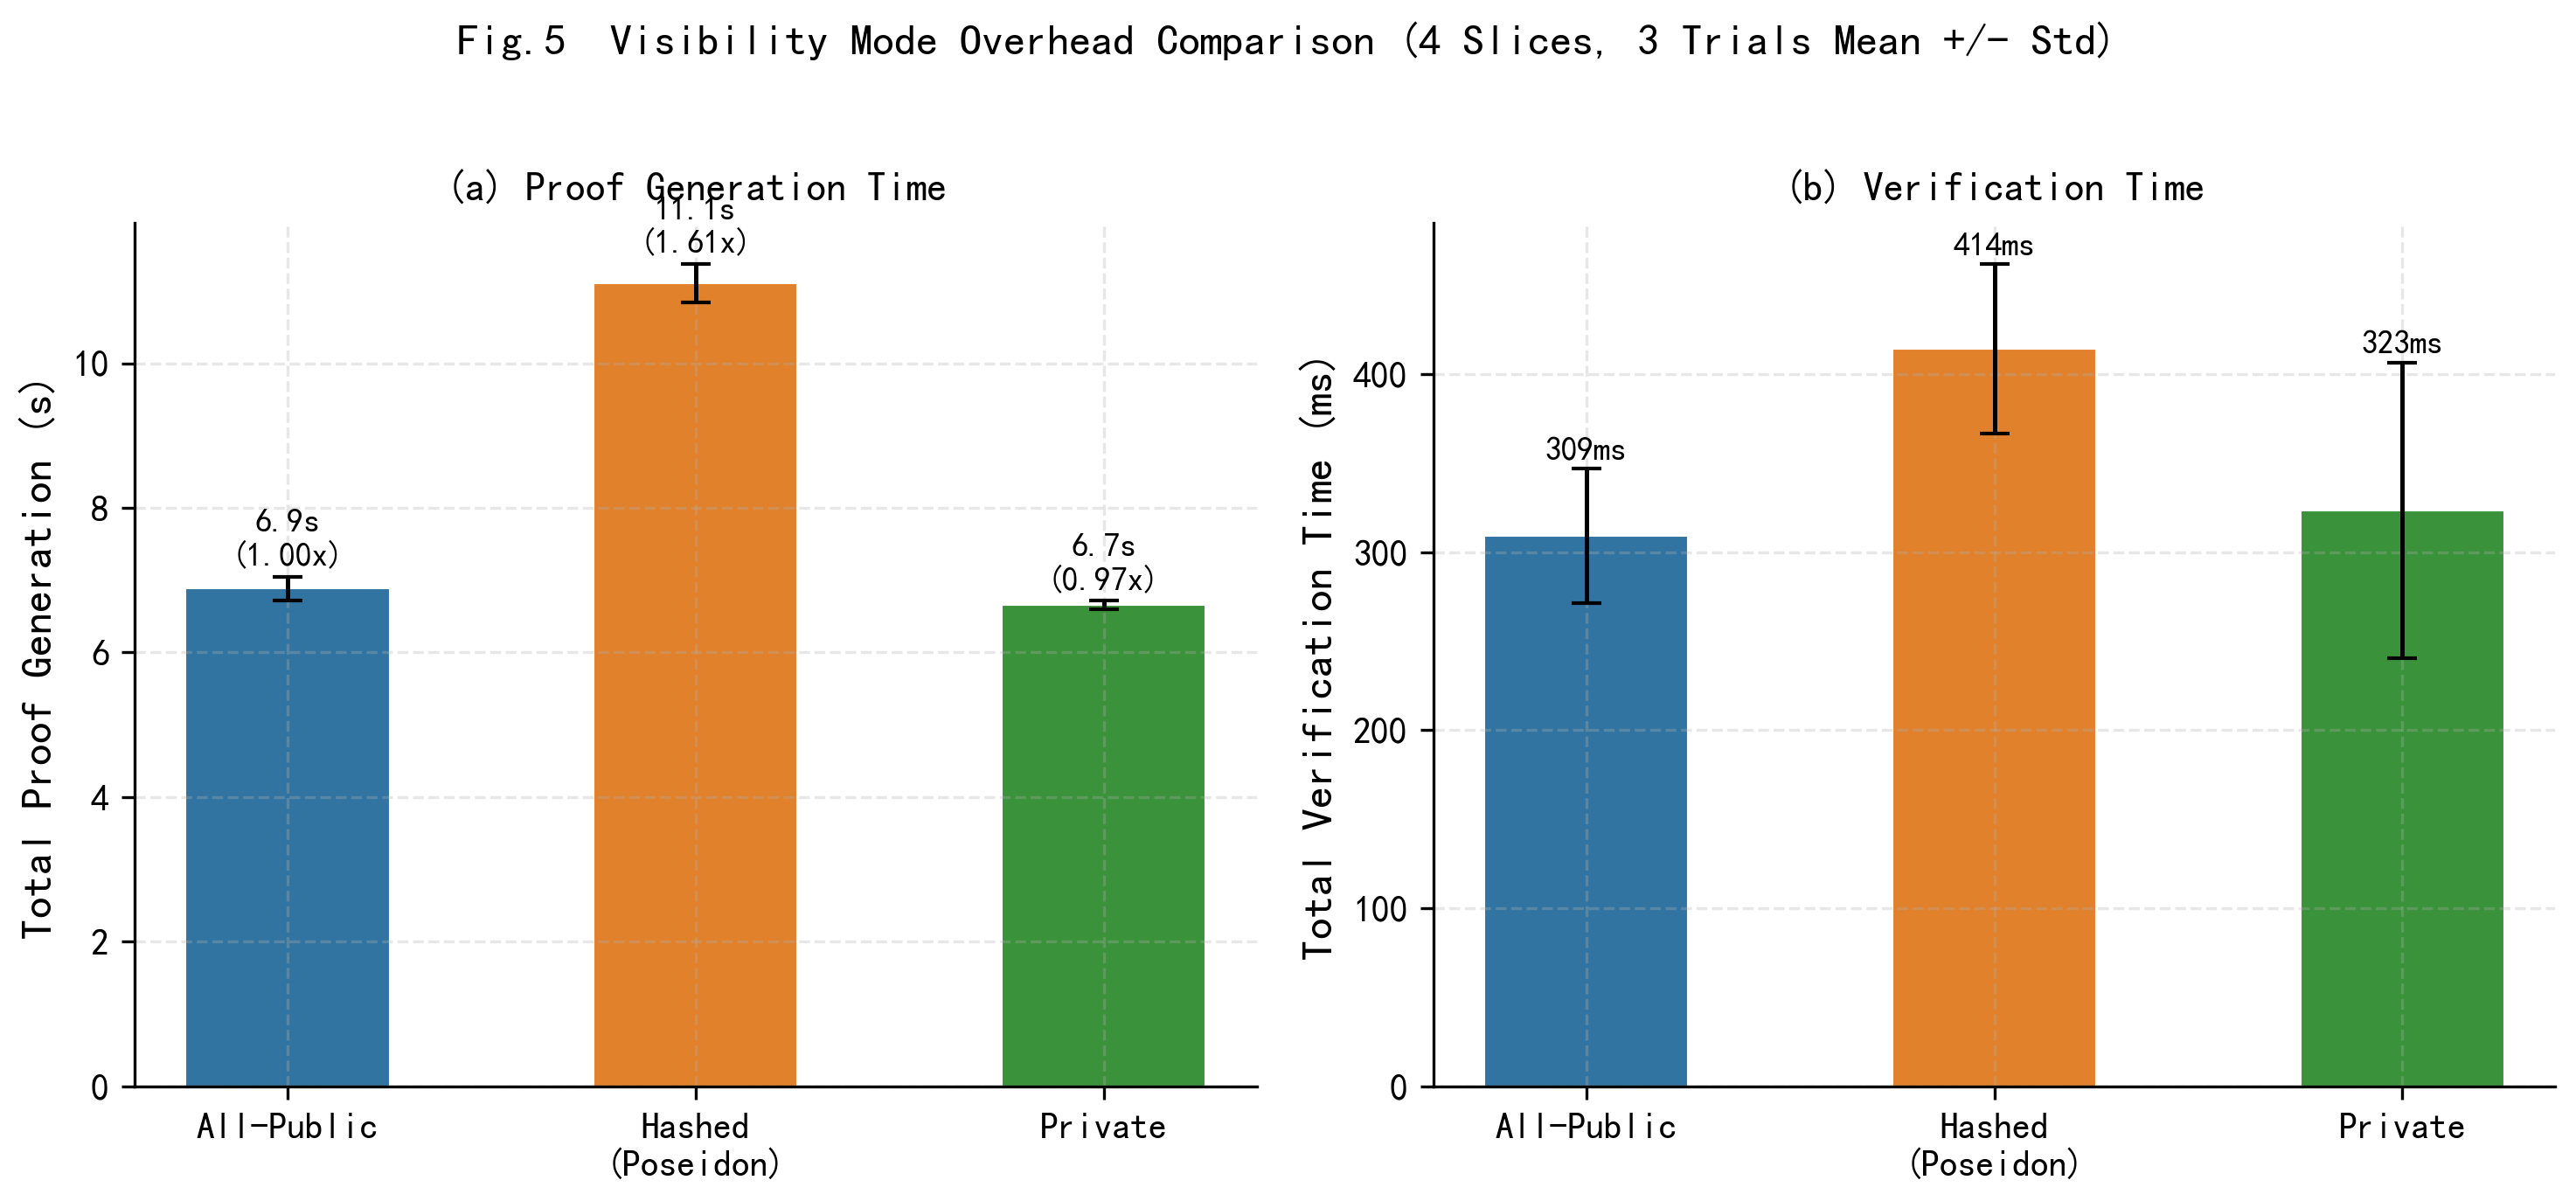 Fig.5  Visibility Mode Overhead Comparison (4 Slices, 3 Trials Mean +/- Std)
(a) Proof Generation Time
Total Proof Generation (s)
10
8
6
4
2
0
6.9s
(1.00x)
11.1s
(1.61x)
6.7s
(0.97x)
All-Public
Hashed
(Poseidon)
Private
(b) Verification Time
Total Verification Time (ms)
400
300
200
100
0
309ms
414ms
323ms
All-Public
Hashed
(Poseidon)
Private